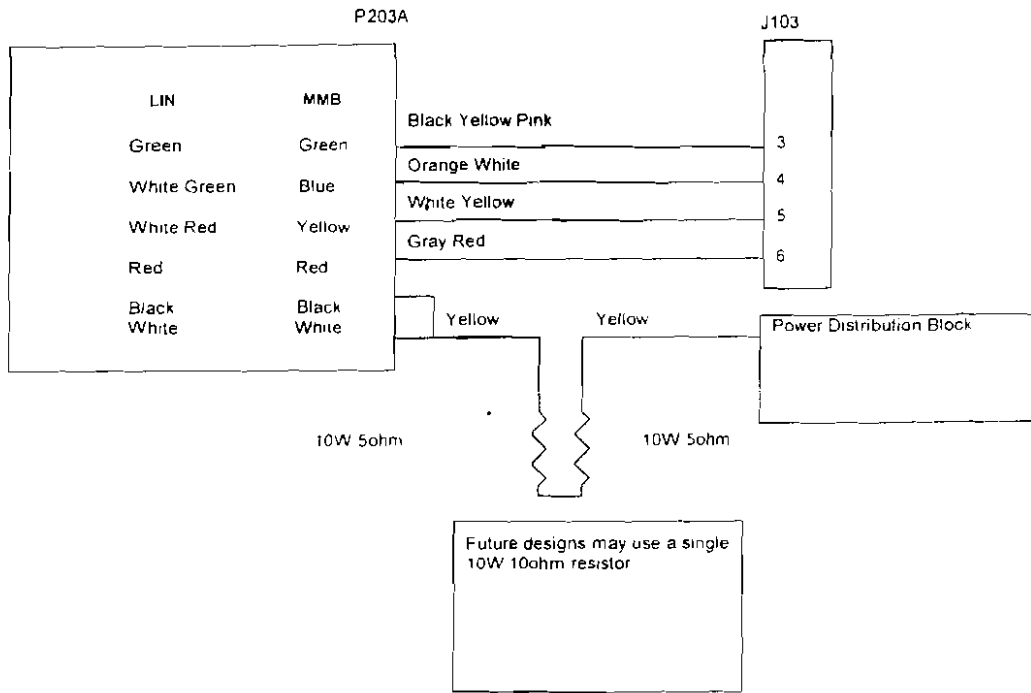 P203A
J103
LIN MMB
Black Yellow Pink
Green Green
3
Orange White
White Green Blue
4
White Yellow
White Red Yellow
5
Gray Red
Red Red
6
Black Black
White White
Yellow Yellow
Power Distribution Block
10W 5ohm 10W 5ohm
Future designs may use a single
10W 10ohm resistor